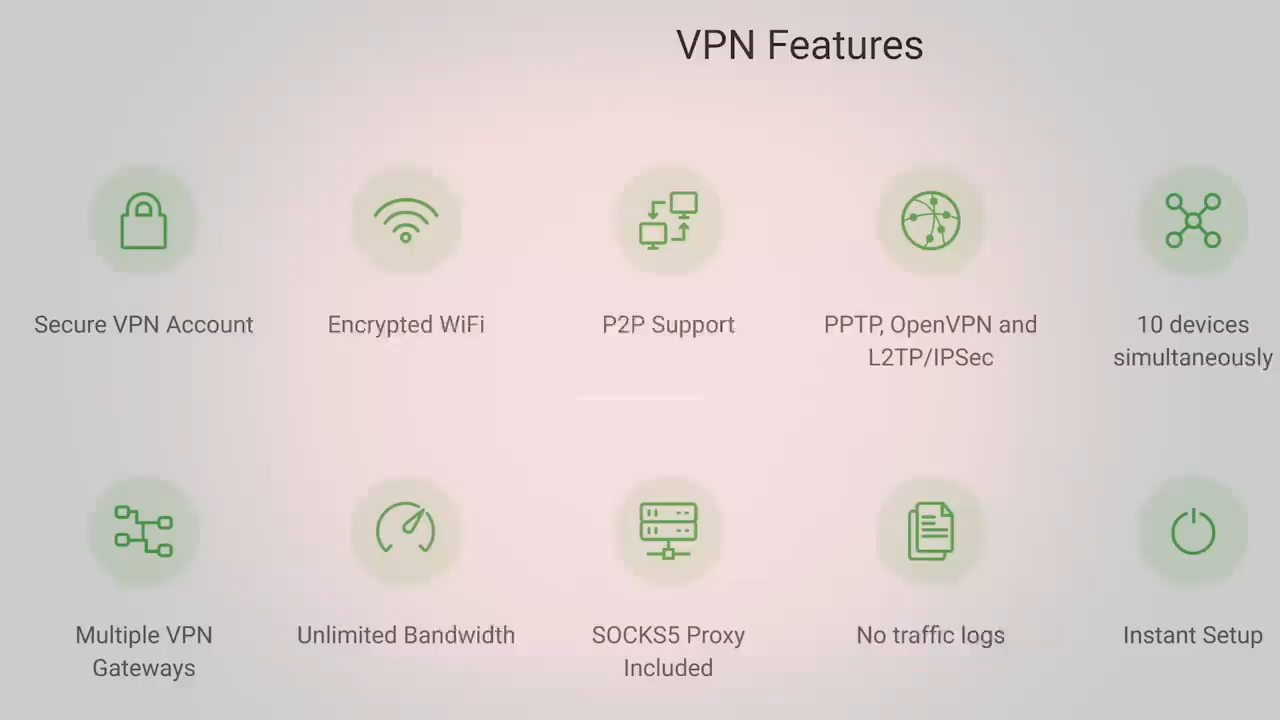 VPN Features
Secure VPN Account
Encrypted WiFi
P2P Support
PPTP, OpenVPN and
L2TP/IPSec
10 devices
simultaneously
Multiple VPN
Gateways
Unlimited Bandwidth
SOCKS5 Proxy
Included
No traffic logs
Instant Setup